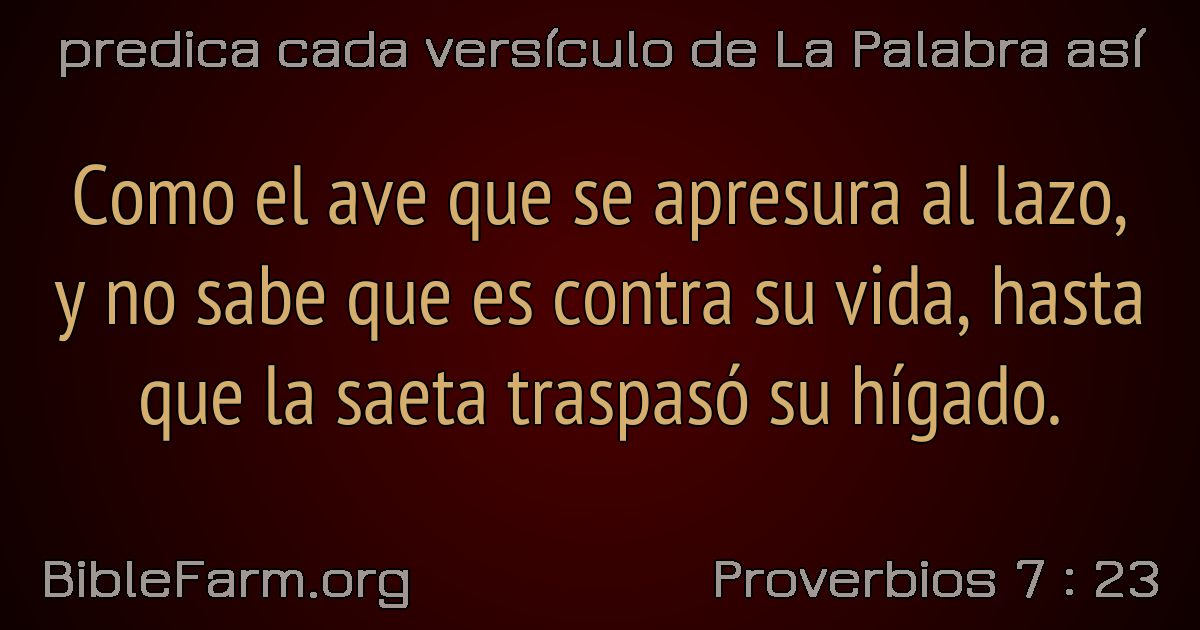 predica cada versículo de La Palabra así
Como el ave que se apresura al lazo,
y no sabe que es contra su vida, hasta
que la saeta traspasó su hígado.
BibleFarm.org
Proverbios 7 : 23